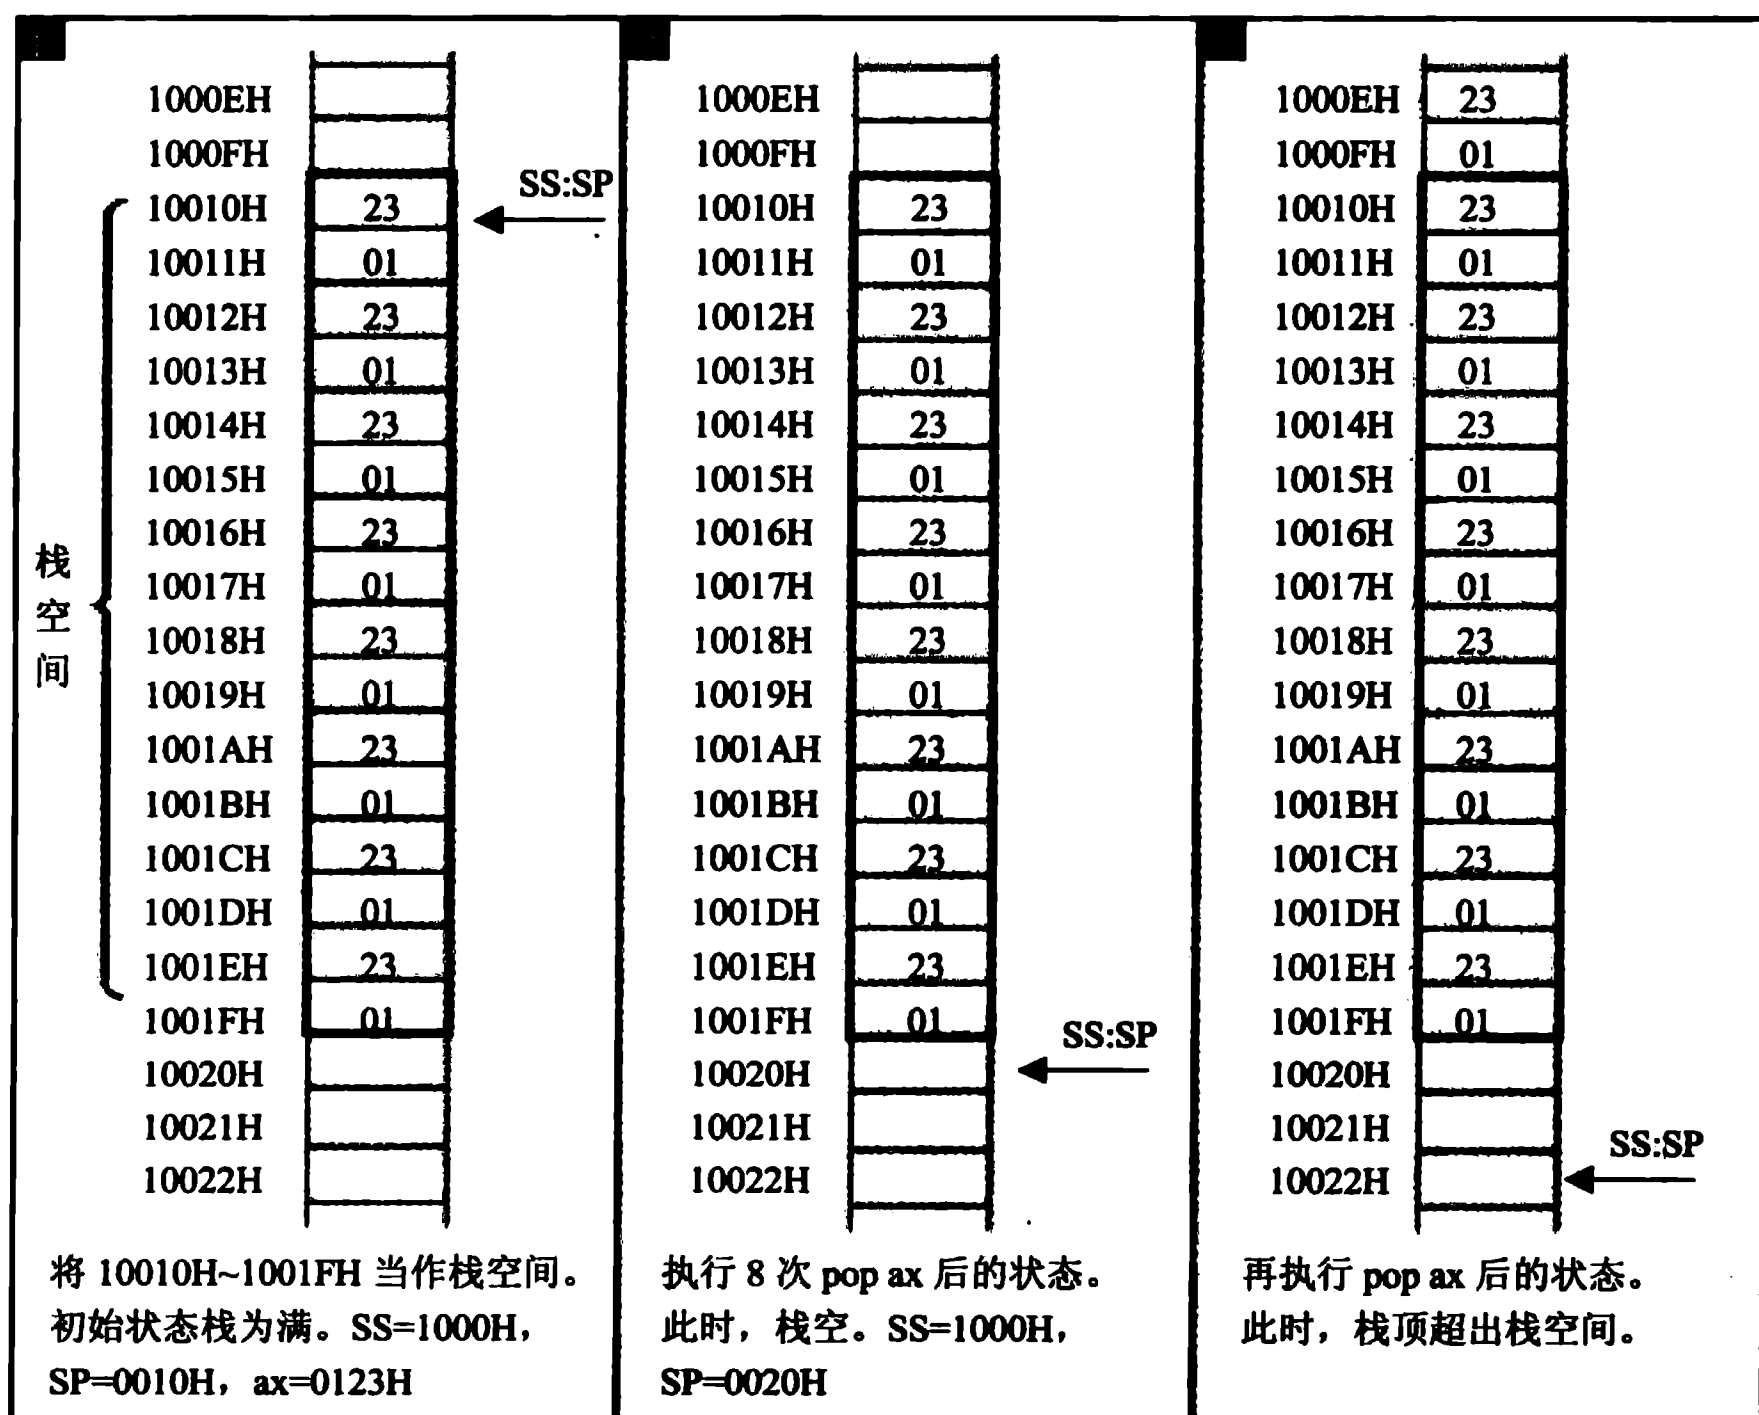 1000EH
1000FH
SS:SP
10010H 23
10011H 01
10012H 23
10013H 01
10014H 23
10015H 01
10016H 23
10017H 01
10018H 23
10019H 01
1001AH 23
1001BH 01
1001CH 23
1001DH 01
1001EH 23
1001FH 01
10020H
10021H
10022H
栈空间
将 10010H~1001FH 当作栈空间。
初始状态栈为满。SS=1000H，
SP=0010H，ax=0123H
1000EH
1000FH
10010H 23
10011H 01
10012H 23
10013H 01
10014H 23
10015H 01
10016H 23
10017H 01
10018H 23
10019H 01
1001AH 23
1001BH 01
1001CH 23
1001DH 01
1001EH 23
1001FH 01
SS:SP
10020H
10021H
10022H
执行 8 次 pop ax 后的状态。
此时，栈空。SS=1000H，
SP=0020H
1000EH 23
1000FH 01
10010H 23
10011H 01
10012H 23
10013H 01
10014H 23
10015H 01
10016H 23
10017H 01
10018H 23
10019H 01
1001AH 23
1001BH 01
1001CH 23
1001DH 01
1001EH 23
1001FH 01
10020H
10021H
SS:SP
10022H
再执行 pop ax 后的状态。
此时，栈顶超出栈空间。